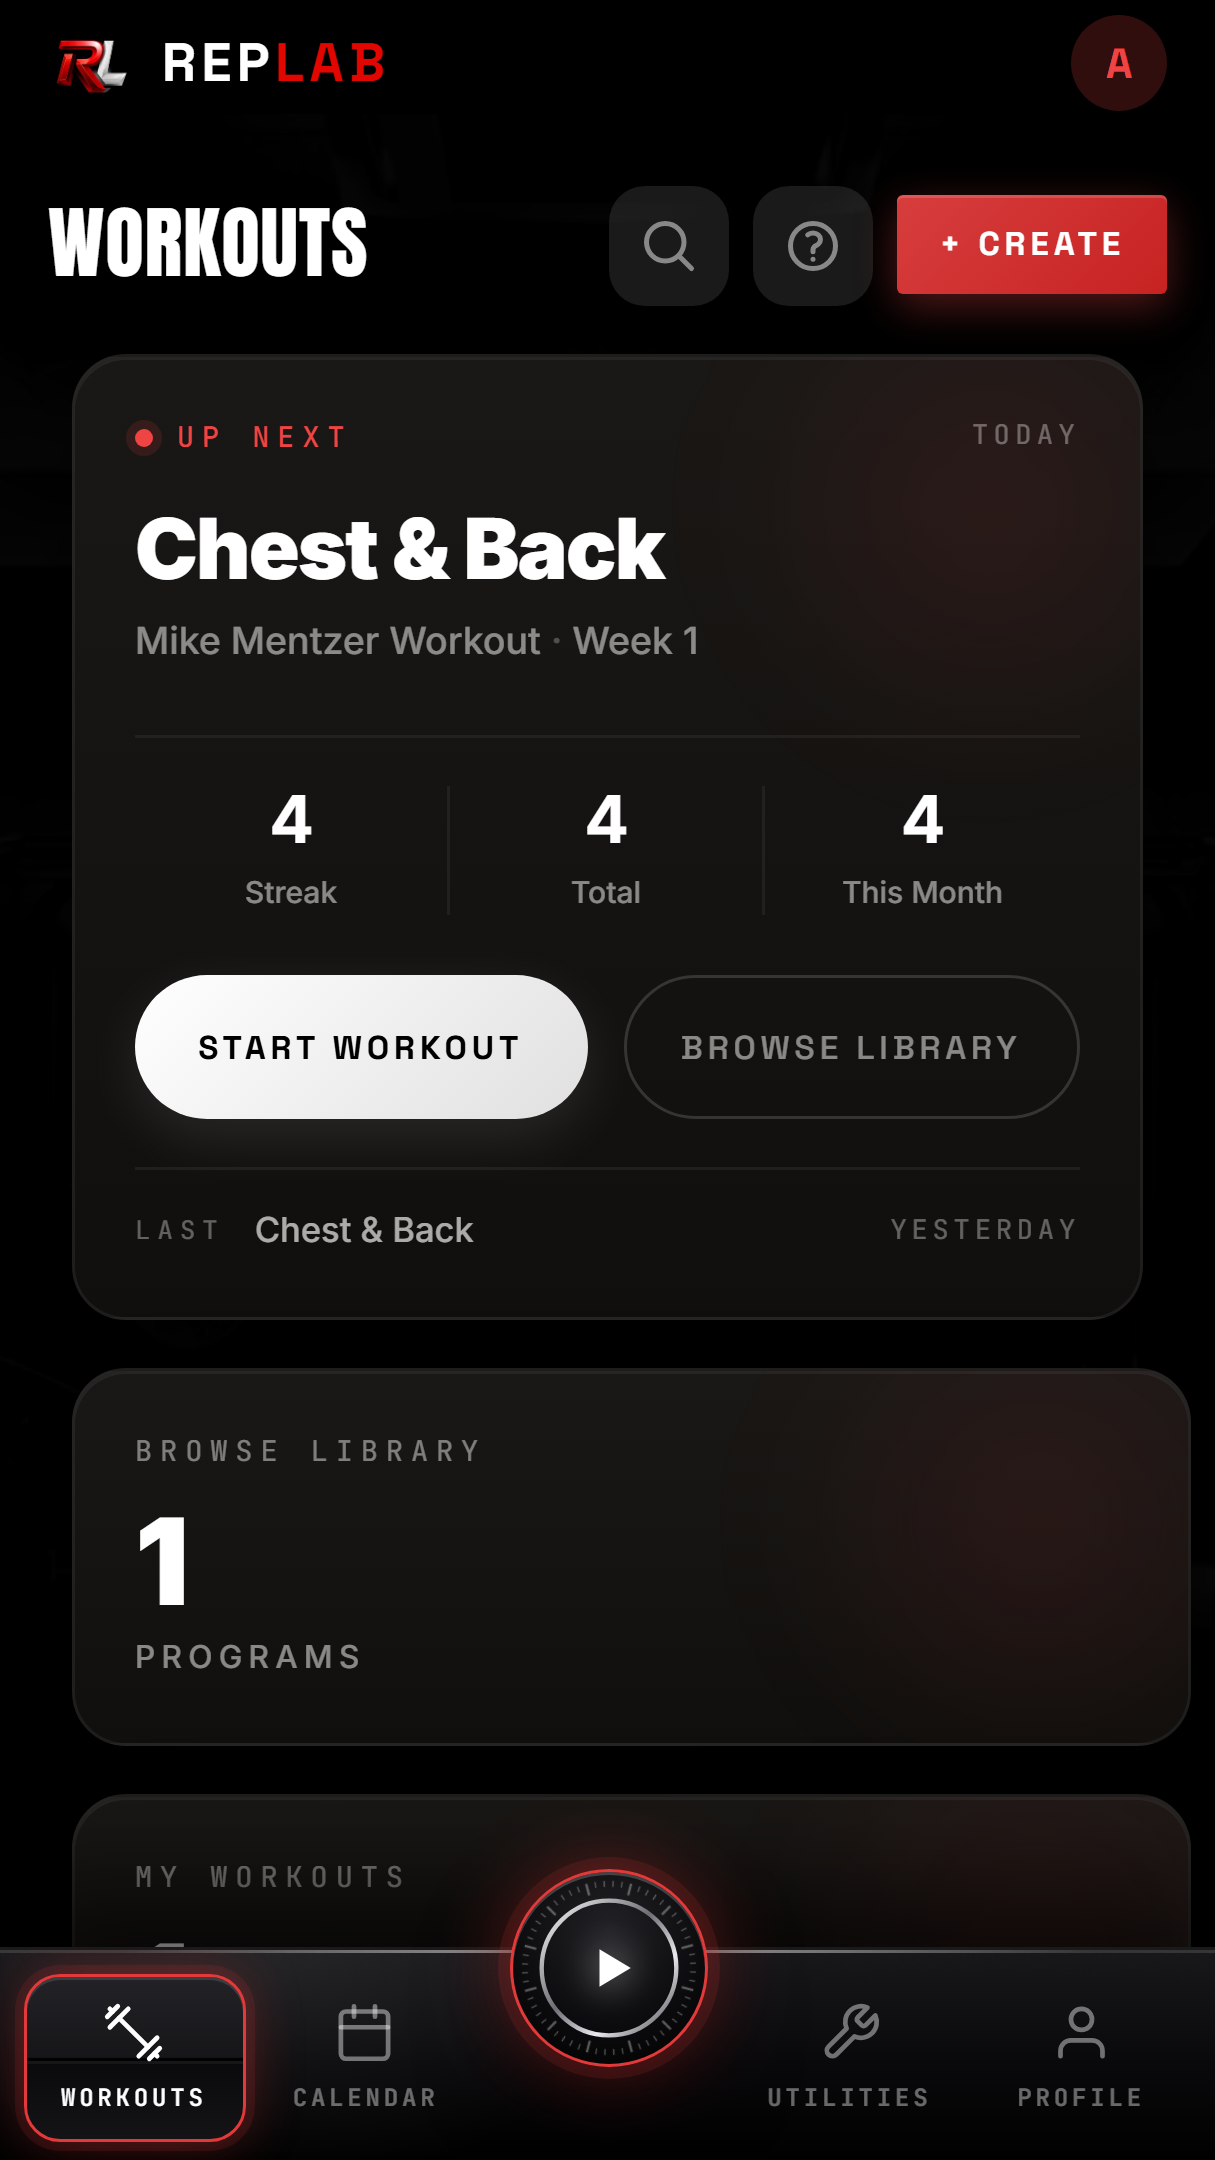 RL REPLAB A
WORKOUTS + CREATE
UP NEXT TODAY
Chest & Back
Mike Mentzer Workout · Week 1
4 4 4
Streak Total This Month
START WORKOUT BROWSE LIBRARY
LAST Chest & Back YESTERDAY
BROWSE LIBRARY
1
PROGRAMS
MY WORKOUTS
WORKOUTS CALENDAR UTILITIES PROFILE